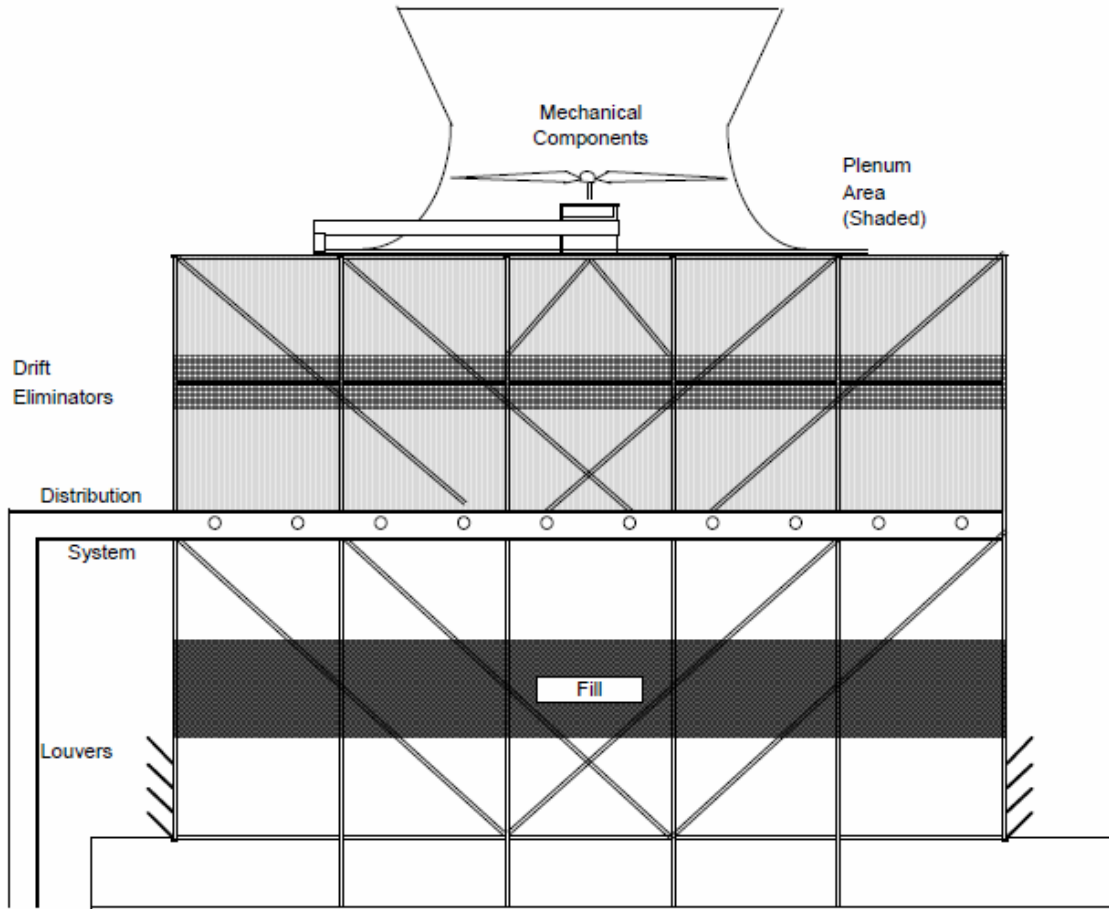 Mechanical
Components
Plenum
Area
(Shaded)
Drift
Eliminators
Distribution
System
Fill
Louvers